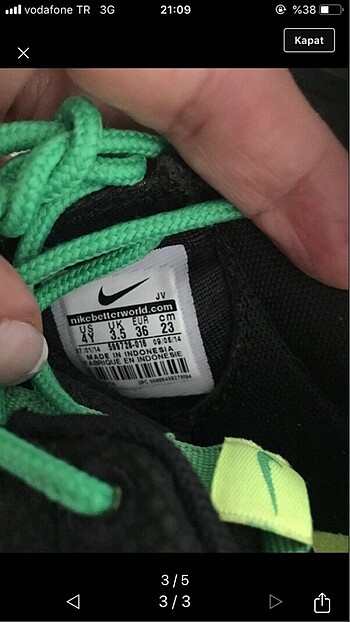 vodafone TR 3G 21:09 %38
Kapat
JV
nikebetterworld.com
US UK EUR cm
4Y 3.5 36 23
MADE IN INDONESIA
FABRIQUE EN INDONESIE
3/5
3/3